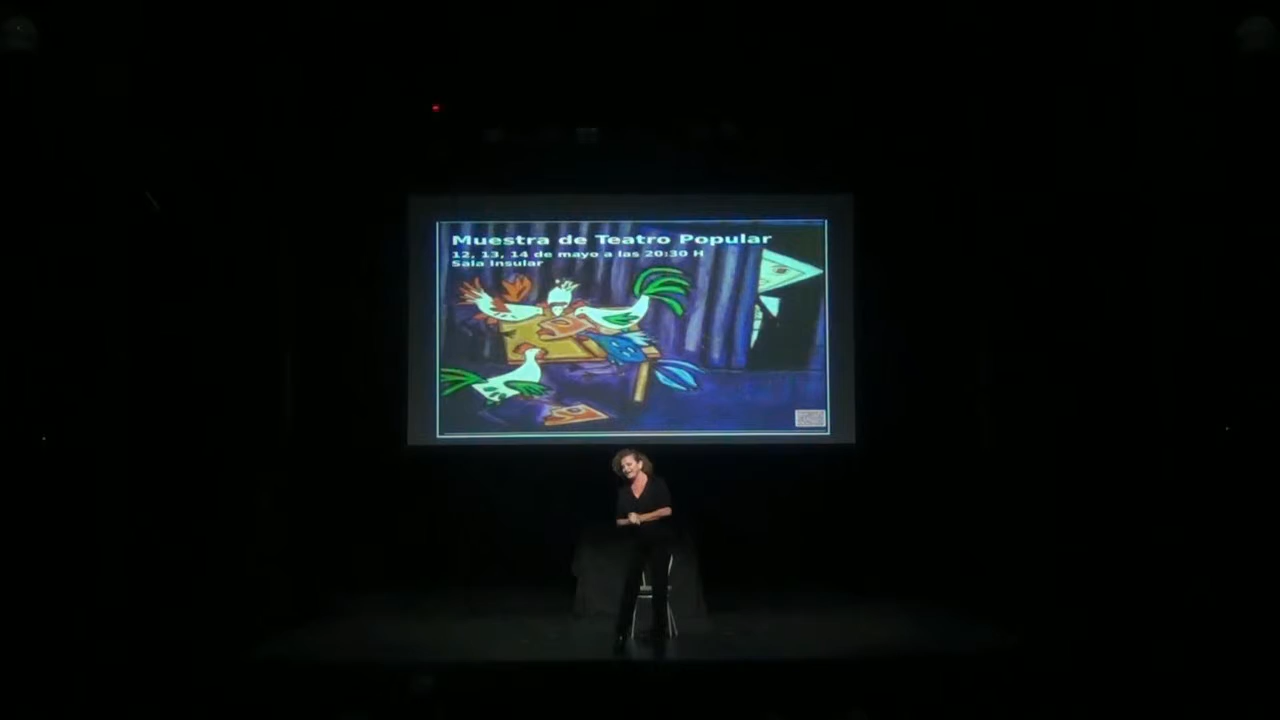 Muestra de Teatro Popular
12, 13, 14 de mayo a las 20:30 H
Sala Insular